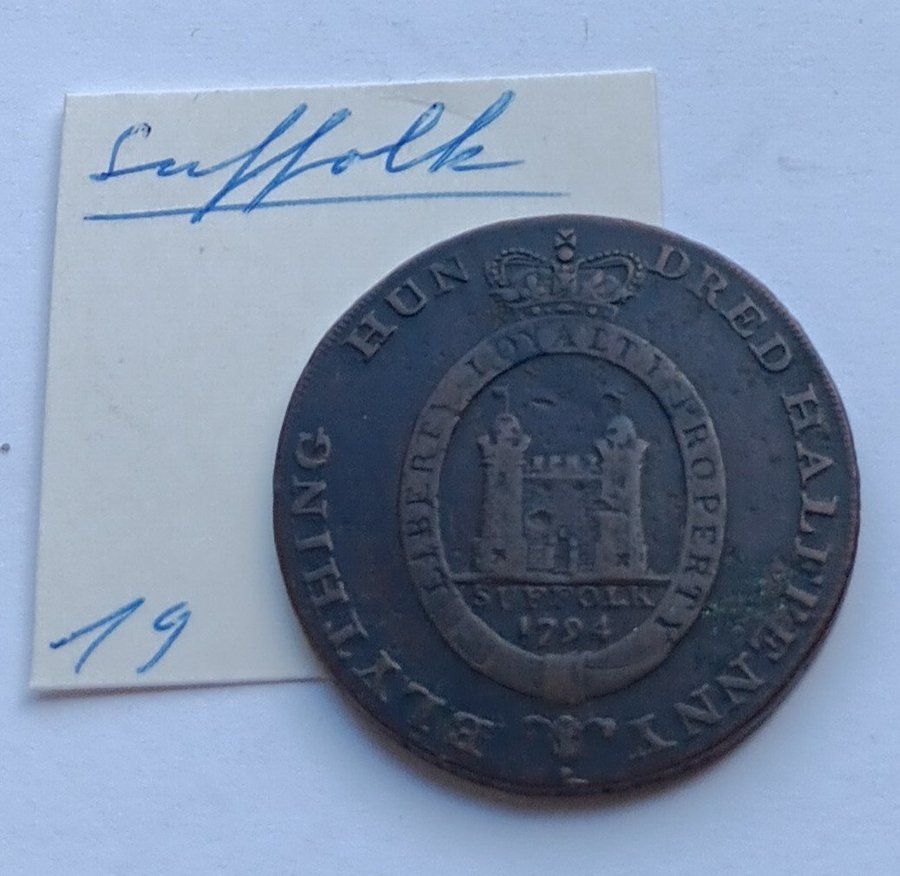 Suffolk
BLYTHING HUNDRED HALFPENNY
LIBERTY LOYALTY PROPERTY
SUFFOLK
1794
19